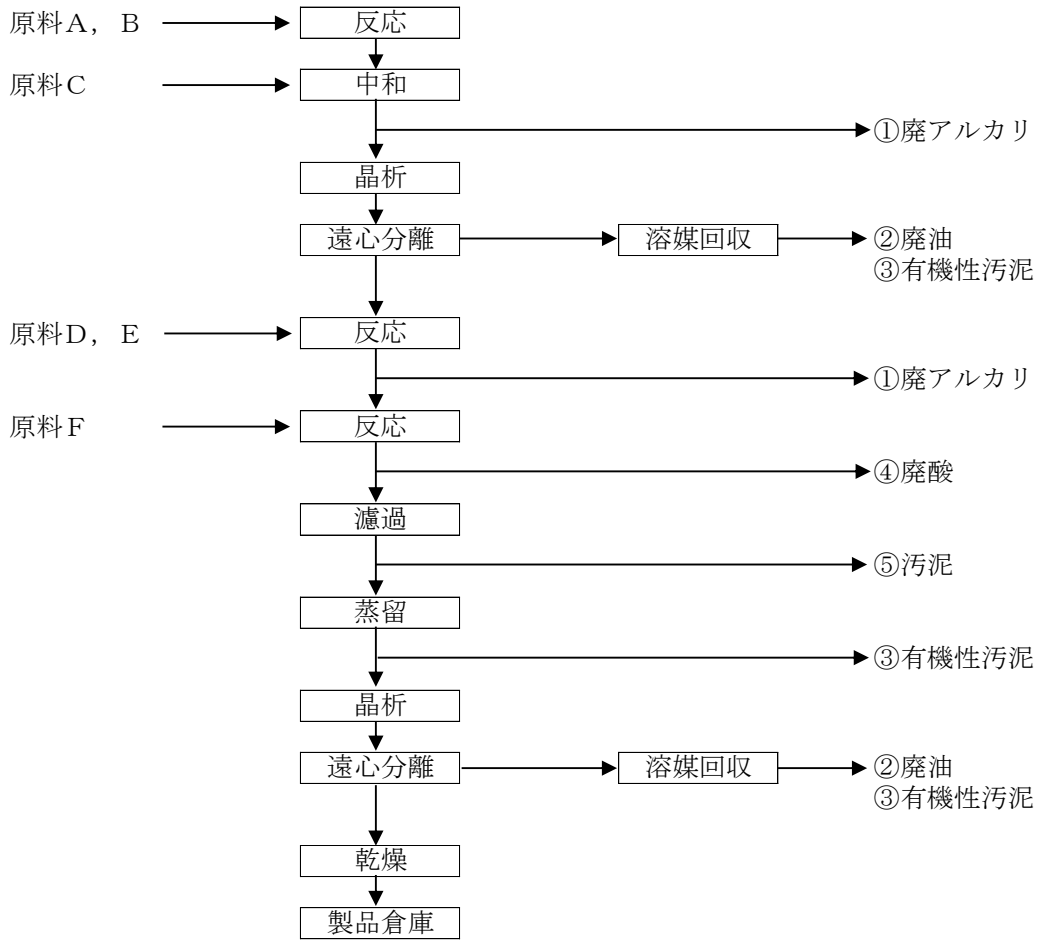 原料A，B
反応
原料C
中和
①廃アルカリ
晶析
遠心分離
溶媒回収
②廃油
③有機性汚泥
原料D，E
反応
①廃アルカリ
原料F
反応
④廃酸
濾過
⑤汚泥
蒸留
③有機性汚泥
晶析
遠心分離
溶媒回収
②廃油
③有機性汚泥
乾燥
製品倉庫